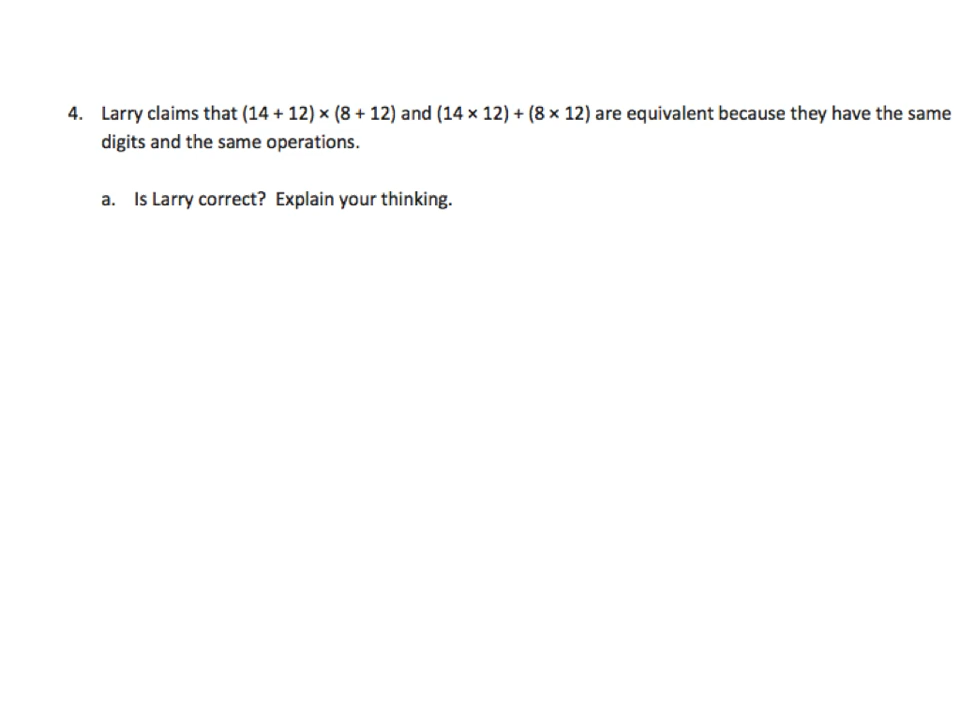 4. Larry claims that (14 + 12) × (8 + 12) and (14 × 12) + (8 × 12) are equivalent because they have the same
digits and the same operations.
a. Is Larry correct? Explain your thinking.